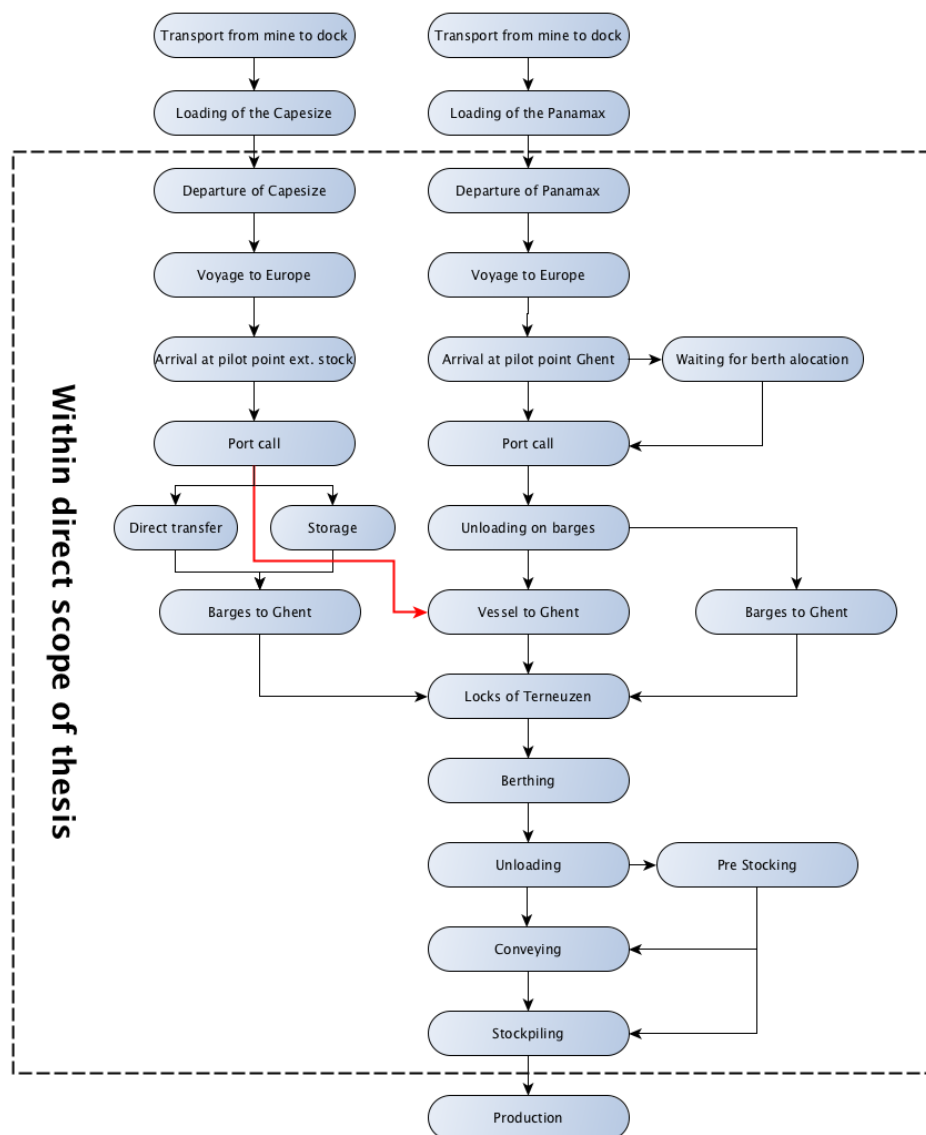 Transport from mine to dock
Transport from mine to dock
Loading of the Capesize
Loading of the Panamax
Departure of Capesize
Departure of Panamax
Voyage to Europe
Voyage to Europe
Arrival at pilot point ext. stock
Arrival at pilot point Ghent
Waiting for berth alocation
Port call
Port call
Direct transfer
Storage
Unloading on barges
Barges to Ghent
Vessel to Ghent
Barges to Ghent
Within direct scope of thesis
Locks of Terneuzen
Berthing
Unloading
Pre Stocking
Conveying
Stockpiling
Production